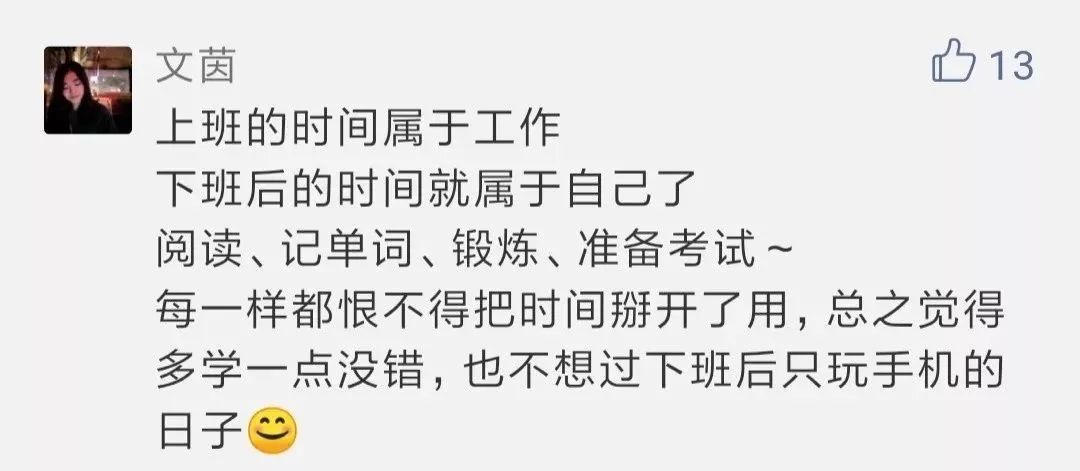 文茵
13
上班的时间属于工作
下班后的时间就属于自己了
阅读、记单词、锻炼、准备考试～
每一样都恨不得把时间掰开了用，总之觉得
多学一点没错，也不想过下班后只玩手机的
日子😊